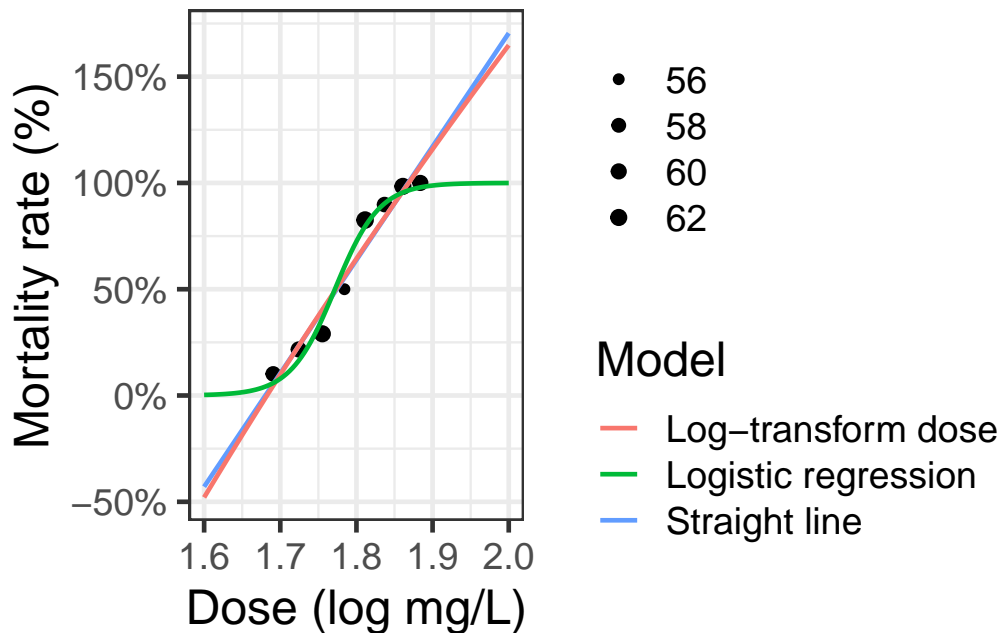 Mortality rate (%)
150%
100%
50%
0%
−50%
1.6 1.7 1.8 1.9 2.0
Dose (log mg/L)
56
58
60
62
Model
Log−transform dose
Logistic regression
Straight line